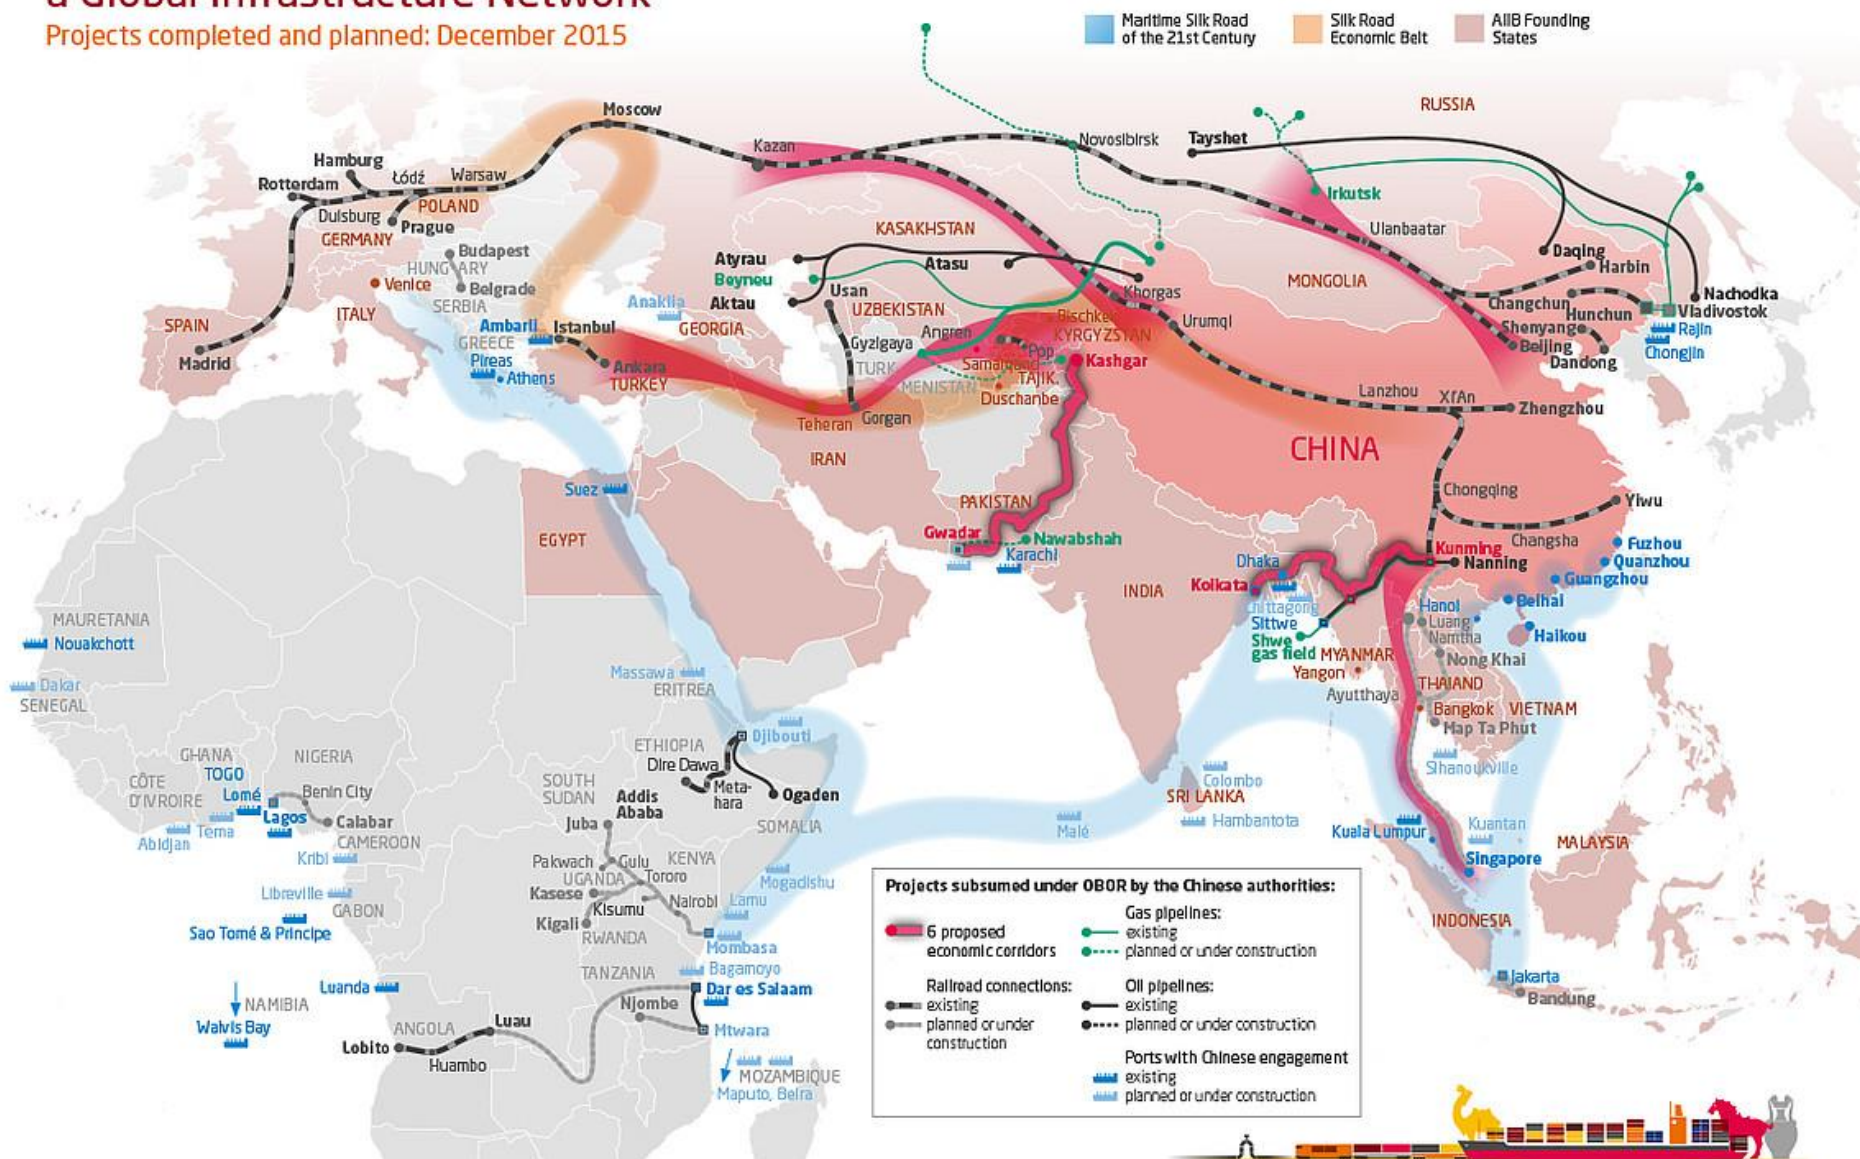 a Global Infrastructure Network
Projects completed and planned: December 2015
Maritime Silk Road
of the 21st Century
Silk Road
Economic Belt
AIIB Founding
States
RUSSIA
Moscow
Kazan
Novosibirsk
Tayshet
Irkutsk
Hamburg
Rotterdam
Łódź
Warsaw
Duisburg
POLAND
Prague
GERMANY
Budapest
HUNGARY
Belgrade
SERBIA
Venice
ITALY
SPAIN
Madrid
Ambarli
Istanbul
GREECE
Pireas
Athens
Ankara
TURKEY
Anaklia
GEORGIA
KASAKHSTAN
Atyrau
Beyneu
Aktau
Atasu
Usan
UZBEKISTAN
Angren
Gyzlgaya
TURK
MENISTAN
Bischkek
KYRGYZSTAN
Pop
Samarqand
TAJIK.
Duschanbe
Kashgar
Khorgas
Urumqi
Teheran
Gorgan
IRAN
Ulanbaatar
MONGOLIA
Daqing
Harbin
Changchun
Hunchun
Nachodka
Vladivostok
Shenyang
Rajin
Chongjin
Beijing
Dandong
Lanzhou
Xi'An
Zhengzhou
CHINA
Chongqing
Yiwu
Changsha
Fuzhou
Quanzhou
Guangzhou
Kunming
Nanning
Beihai
Haikou
PAKISTAN
Gwadar
Nawabshah
Karachi
INDIA
Dhaka
Kolkata
Chittagong
Sittwe
Shwe
gas field
MYANMAR
Yangon
Hanoi
Luang
Namtha
Nong Khai
Ayutthaya
THAIAND
Bangkok
VIETNAM
Map Ta Phut
Sihanoukville
Colombo
SRI LANKA
Hambantota
Malé
Kuala Lumpur
Kuantan
Singapore
MALAYSIA
INDONESIA
Jakarta
Bandung
Suez
EGYPT
MAURETANIA
Nouakchott
Dakar
SENEGAL
Massawa
ERITREA
Djibouti
ETHIOPIA
Dire Dawa
Meta-
hara
Ogaden
SOUTH
SUDAN
Addis
Ababa
Juba
SOMALIA
GHANA
TOGO
Lomé
CÔTE
D'IVROIRE
Tema
Abidjan
NIGERIA
Benin City
Lagos
Calabar
CAMEROON
Kribi
Libreville
GABON
Sao Tomé & Principe
Pakwach
Gulu
KENYA
UGANDA
Tororo
Kasese
Kisumu
Nairobi
Lamu
Mogadishu
Kigali
RWANDA
Mombasa
TANZANIA
Bagamoyo
Dar es Salaam
Njombe
Mtwara
Luanda
NAMIBIA
Walvis Bay
ANGOLA
Luau
Lobito
Huambo
MOZAMBIQUE
Maputo, Beira
Projects subsumed under OBOR by the Chinese authorities:
6 proposed
economic corridors
Gas pipelines:
existing
planned or under construction
Railroad connections:
existing
planned or under
construction
Oil pipelines:
existing
planned or under construction
Ports with Chinese engagement
existing
planned or under construction